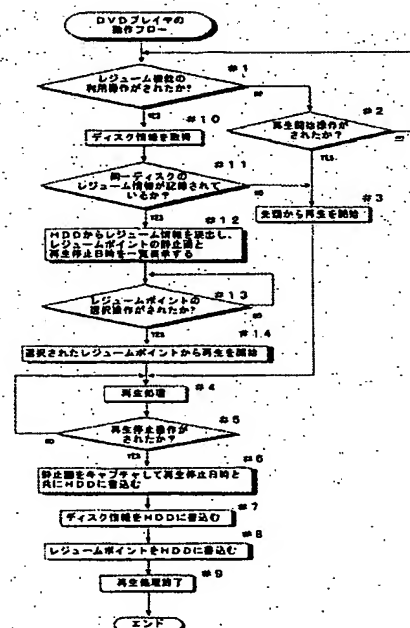 DVDプレイヤの
動作フロー
#1
レジューム機能の
利用操作がされたか?
NO
YES
#2
再生開始操作が
されたか?
NO
YES
#10
ディスク情報を取得
#11
同一ディスクの
レジューム情報が記録されて
いるか?
NO
YES
#3
先頭から再生を開始
#12
HDDからレジューム情報を読出し、
レジュームポイントの静止画と
再生停止日時を一覧表示する
#13
レジュームポイントの
選択操作がされたか?
NO
YES
#14
選択されたレジュームポイントから再生を開始
#4
再生処理
#5
再生停止操作が
されたか?
NO
YES
#6
静止画をキャプチャして再生停止日時と
共にHDDに書込む
#7
ディスク情報をHDDに書込む
#8
レジュームポイントをHDDに書込む
#9
再生処理終了
エンド